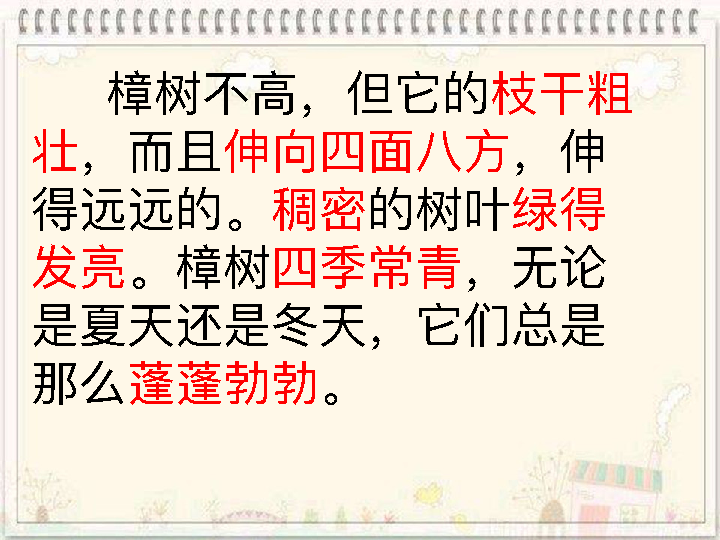 樟树不高，但它的枝干粗
壮，而且伸向四面八方，伸
得远远的。稠密的树叶绿得
发亮。樟树四季常青，无论
是夏天还是冬天，它们总是
那么蓬蓬勃勃。